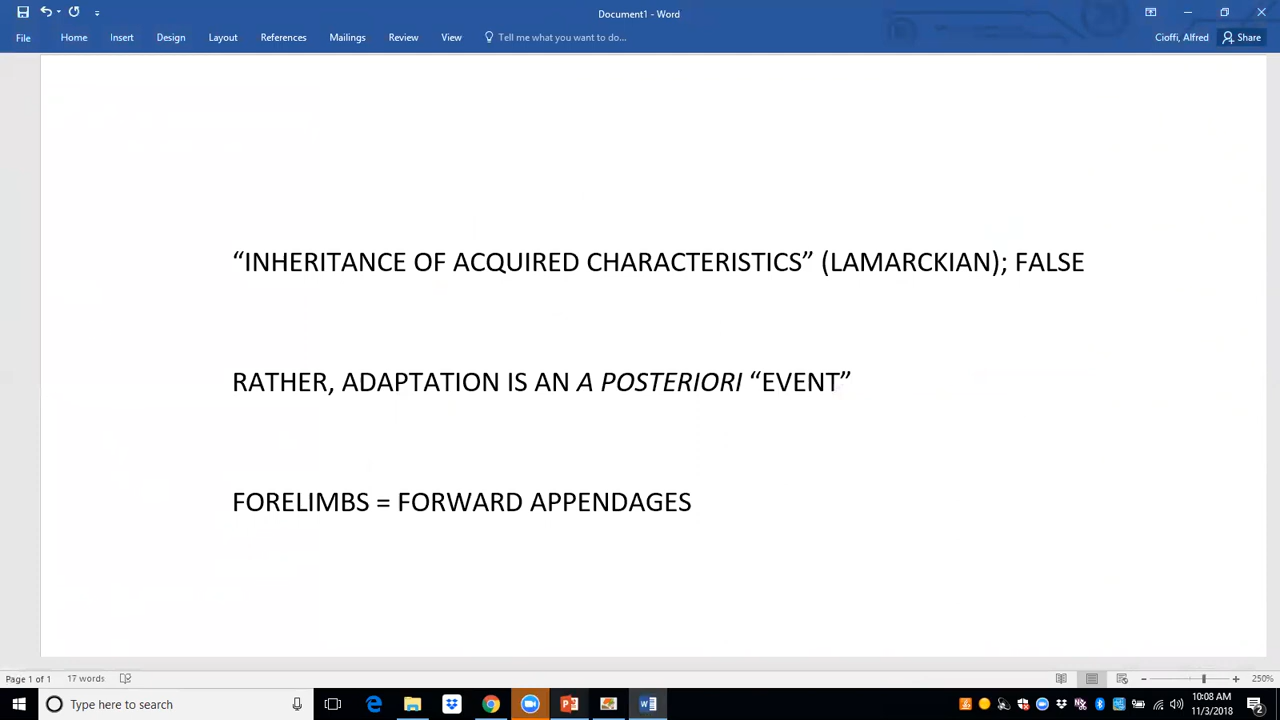 Document1 - Word
File Home Insert Design Layout References Mailings Review View Tell me what you want to do... Cioffi, Alfred Share
“INHERITANCE OF ACQUIRED CHARACTERISTICS” (LAMARCKIAN); FALSE
RATHER, ADAPTATION IS AN A POSTERIORI “EVENT”
FORELIMBS = FORWARD APPENDAGES
Page 1 of 1 17 words 250%
Type here to search 10:08 AM
11/3/2018